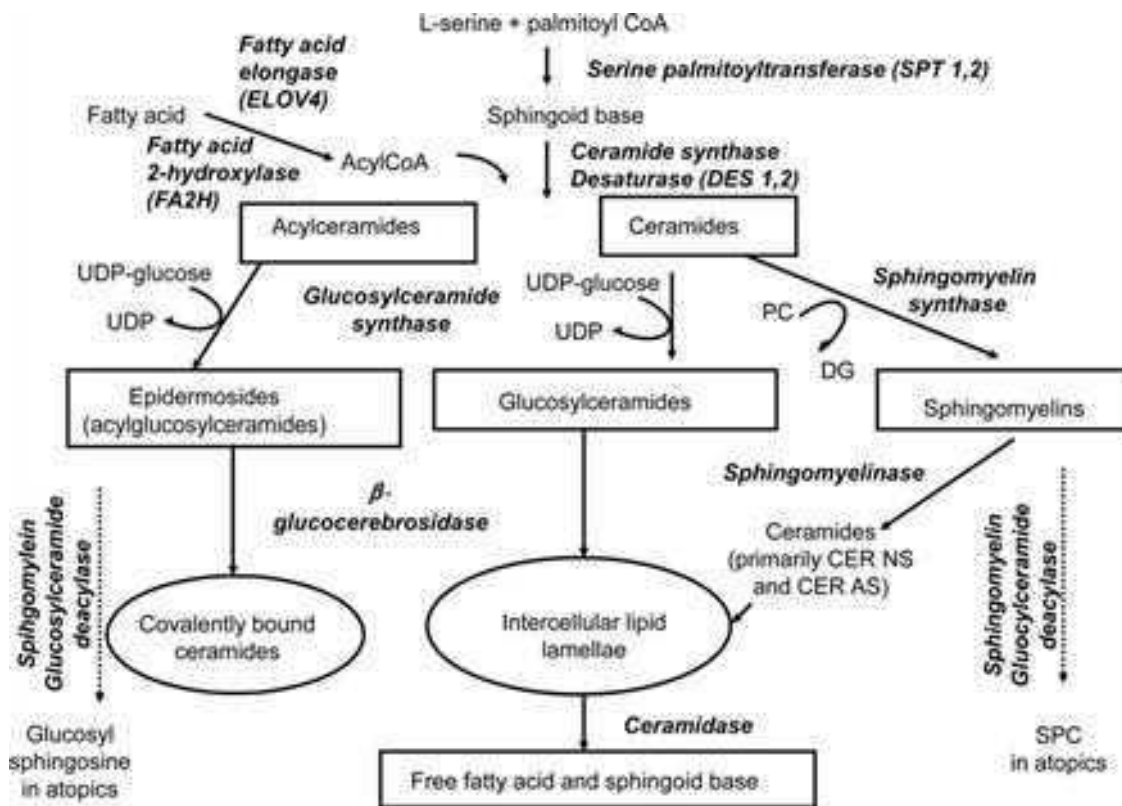 L-serine + palmitoyl CoA
Fatty acid
elongase
(ELOV4)
Serine palmitoyltransferase (SPT 1,2)
Fatty acid
Sphingoid base
Fatty acid
2-hydroxylase
(FA2H)
AcylCoA
Ceramide synthase
Desaturase (DES 1,2)
Acylceramides
Ceramides
UDP-glucose
UDP
Glucosylceramide
synthase
UDP-glucose
UDP
PC
DG
Sphingomyelin
synthase
Epidermosides
(acylglucosylceramides)
Glucosylceramides
Sphingomyelins
β-
glucocerebrosidase
Sphingomyelinase
Ceramides
(primarily CER NS
and CER AS)
Spihgomylein
Glucosylceramide
deacylase
Covalently bound
ceramides
Intercellular lipid
lamellae
Sphingomyelin
Gluocylceramide
deacylase
Glucosyl
sphingosine
in atopics
Ceramidase
SPC
in atopics
Free fatty acid and sphingoid base